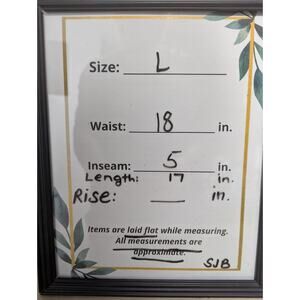 Size: L
Waist: 18 in.
Inseam: 5 in.
Length: 17 in.
Rise: — in.
Items are laid flat while measuring.
All measurements are
approximate.
SJB